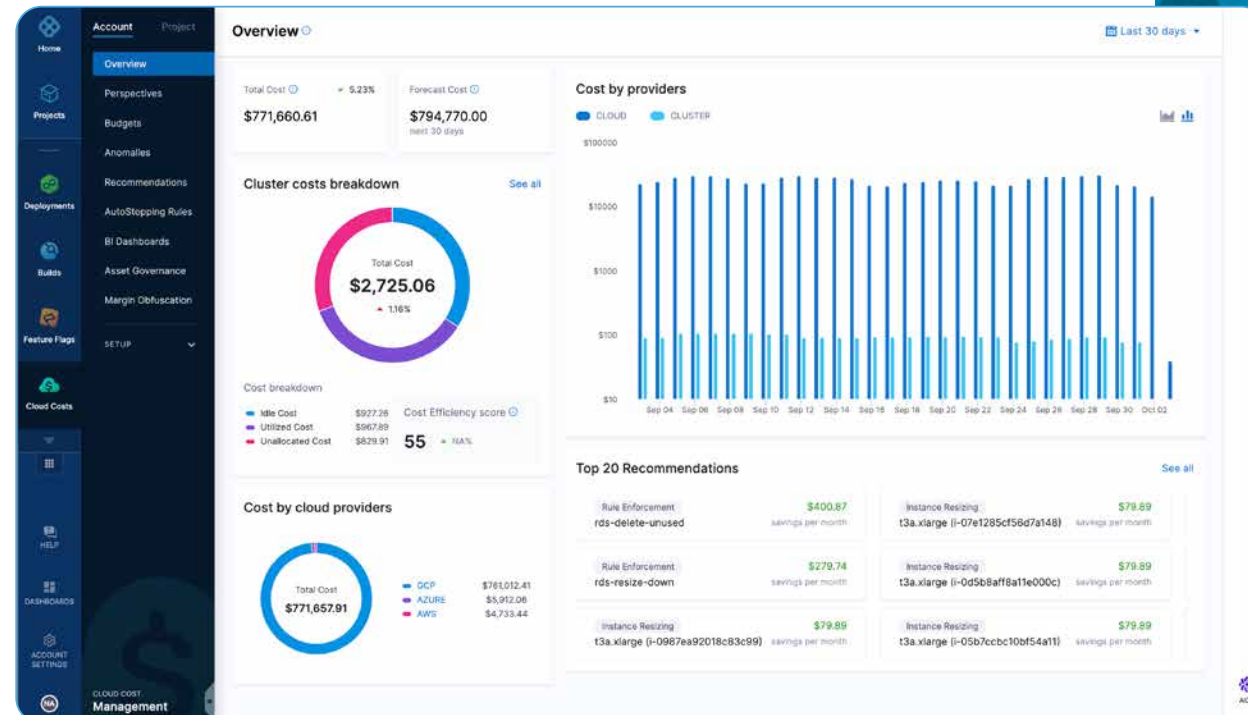 Home
Projects
Deployments
Builds
Feature Flags
Cloud Costs
HELP
DASHBOARDS
ACCOUNT
SETTINGS
NA
Account Project
Overview
Perspectives
Budgets
Anomalies
Recommendations
AutoStopping Rules
BI Dashboards
Asset Governance
Margin Obfuscation
SETUP
CLOUD COST
Management
Overview
Last 30 days
Total Cost 5.23%
$771,660.61
Forecast Cost
$794,770.00
next 30 days
Cluster costs breakdown See all
Total Cost
$2,725.06
1.16%
Cost breakdown
Idle Cost $927.26
Utilized Cost $967.89
Unallocated Cost $829.91
Cost Efficiency score
55 NA%
Cost by cloud providers
Total Cost
$771,657.91
GCP $761,012.41
AZURE $5,912.06
AWS $4,733.44
Cost by providers
CLOUD CLUSTER
$100000
$10000
$1000
$100
$10
Sep 04 Sep 06 Sep 08 Sep 10 Sep 12 Sep 14 Sep 16 Sep 18 Sep 20 Sep 22 Sep 24 Sep 26 Sep 28 Sep 30 Oct 02
Top 20 Recommendations See all
Rule Enforcement $400.87
rds-delete-unused savings per month
Instance Resizing $79.89
t3a.xlarge (i-07e1285cf56d7a148) savings per month
Rule Enforcement $279.74
rds-resize-down savings per month
Instance Resizing $79.89
t3a.xlarge (i-0d5b8aff8a11e000c) savings per month
Instance Resizing $79.89
t3a.xlarge (i-0987ea92018c83c99) savings per month
Instance Resizing $79.89
t3a.xlarge (i-05b7ccbc10bf54a11) savings per month